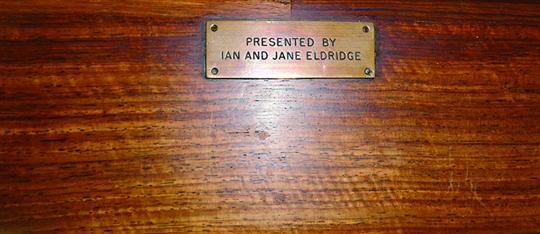 PRESENTED BY
IAN AND JANE ELDRIDGE